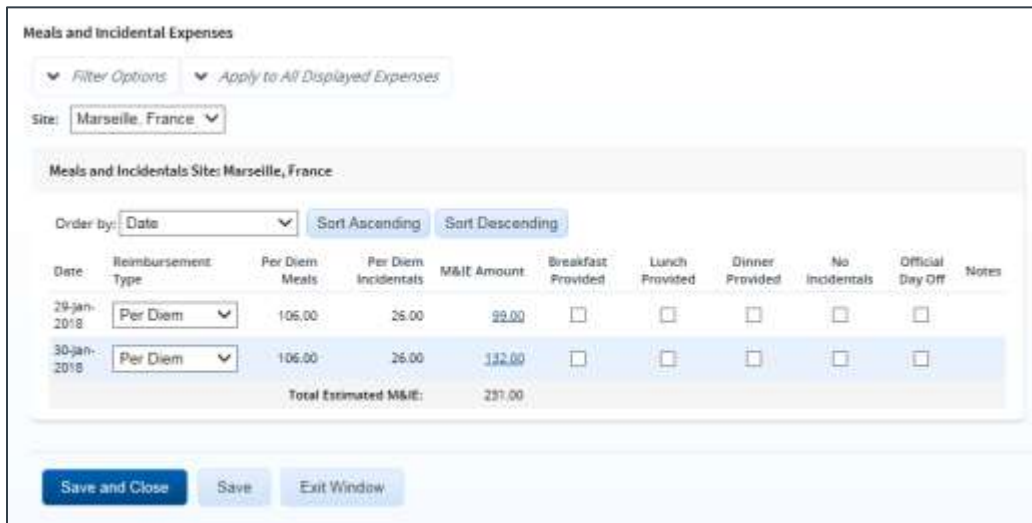 Meals and Incidental Expenses
Filter Options Apply to All Displayed Expenses
Site: Marseille, France
Meals and Incidentals Site: Marseille, France
Order by: Date Sort Ascending Sort Descending
Date Reimbursement Type Per Diem Meals Per Diem Incidentals M&IE Amount Breakfast Provided Lunch Provided Dinner Provided No Incidentals Official Day Off Notes
29-Jan-2018 Per Diem 106.00 26.00 99.00
30-Jan-2018 Per Diem 106.00 26.00 132.00
Total Estimated M&IE: 231.00
Save and Close Save Exit Window